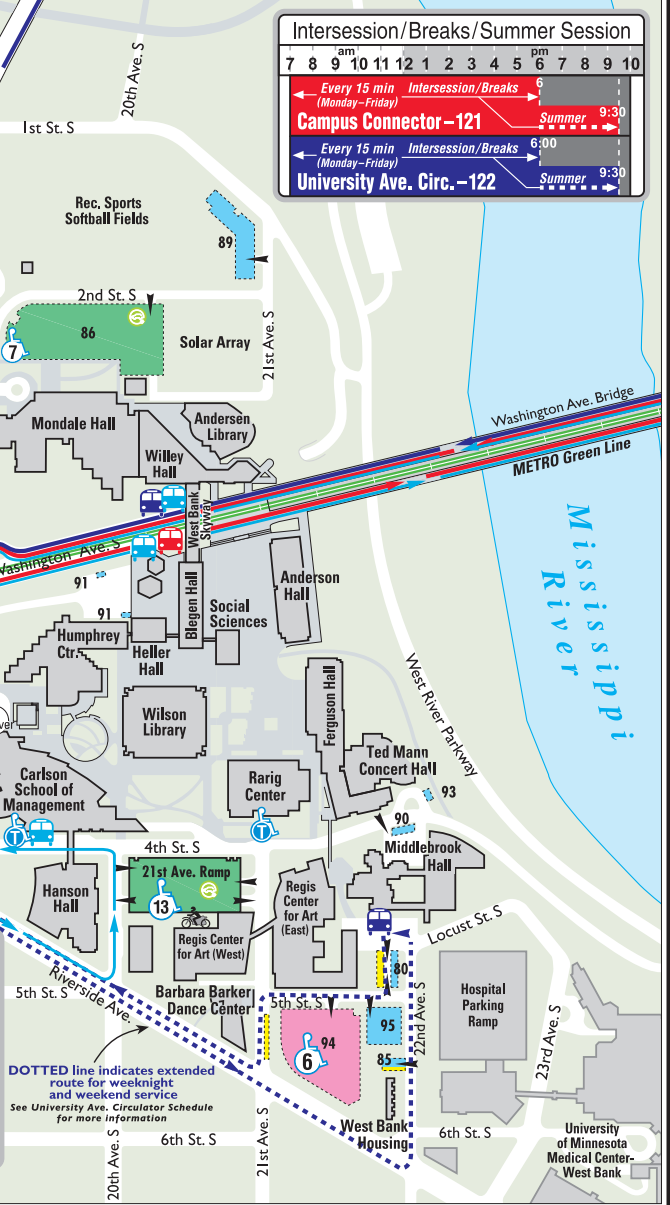 Intersession/Breaks/Summer Session
am pm
7 8 9 10 11 12 1 2 3 4 5 6 7 8 9 10
Every 15 min Intersession/Breaks 6
(Monday–Friday) 9:30
Campus Connector–121 Summer
Every 15 min Intersession/Breaks 6:00
(Monday–Friday) 9:30
University Ave. Circ.–122 Summer
20th Ave. S
1st St. S
Rec. Sports
Softball Fields
89
2nd St. S
86
7
Solar Array
21st Ave. S
Mondale Hall
Andersen
Library
Willey
Hall
Washington Ave. Bridge
METRO Green Line
West Bank
Skyway
Washington Ave. S
Mississippi
River
91
91
Blegen Hall
Anderson
Hall
Social
Sciences
Humphrey
Ctr.
Heller
Hall
Wilson
Library
Ferguson Hall
West River Parkway
Ted Mann
Concert Hall
93
Rarig
Center
T
Carlson
School of
Management
T
90
Middlebrook
Hall
4th St. S
21st Ave. Ramp
13
Hanson
Hall
Regis
Center
for Art
(East)
Regis Center
for Art (West)
Locust St. S
80
5th St. S
Riverside Ave.
Barbara Barker
Dance Center
5th St. S
94
6
95
85
22nd Ave. S
Hospital
Parking
Ramp
23rd Ave. S
DOTTED line indicates extended
route for weeknight
and weekend service
See University Ave. Circulator Schedule
for more information
20th Ave. S
6th St. S
21st Ave. S
West Bank
Housing
6th St. S
University
of Minnesota
Medical Center-
West Bank